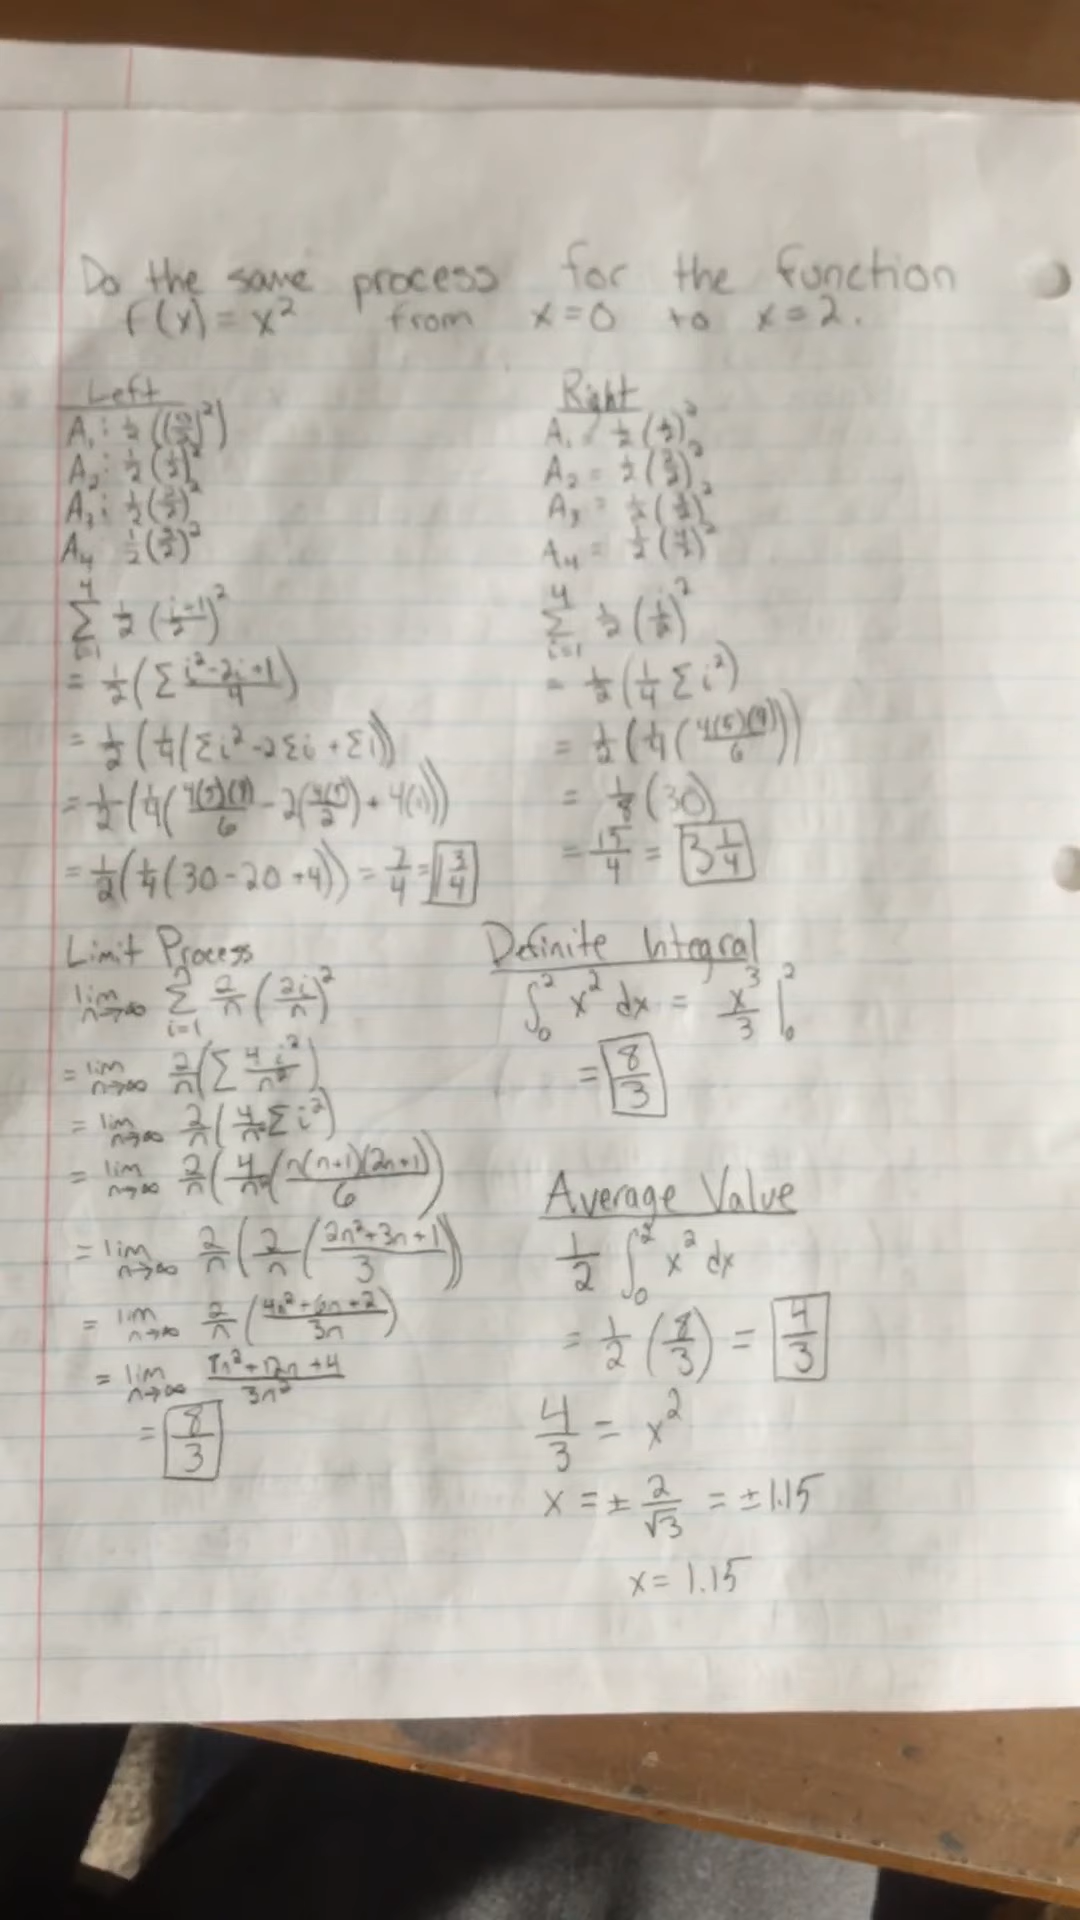 Do the same process for the function
f(x) = x² from x=0 to x=2.
Left
A₁: ½((0/2)²)
A₂: ½(1/2)²
A₃: ½(2/2)²
A₄ ½(3/2)²
4 Σ i=1 ½((i-1)/2)²
= ½(Σ (i²-2i+1)/4)
= ½(¼(Σi²-2Σi+Σ1))
= ½(¼(4(5)(9)/6 - 2(4(5)/2) + 4(1)))
= ½(¼(30-20+4)) = 7/4 = 1 3/4
Right
A₁ = ½(1/2)²
A₂ = ½(2/2)²
A₃ = ½(3/2)²
A₄ = ½(4/2)²
4 Σ i=1 ½(i/2)²
= ½(¼ Σi²)
= ½(¼(4(5)(9)/6))
= 1/8(30)
= 15/4 = 3 1/4
Limit Process
lim n→∞ Σ i=1 2/n (2i/n)²
= lim n→∞ 2/n(Σ 4i²/n²)
= lim n→∞ 2/n(4/n² Σi²)
= lim n→∞ 2/n(4/n²(n(n+1)(2n+1)/6))
= lim n→∞ 2/n(2/n((2n²+3n+1)/3))
= lim n→∞ 2/n((4n²+6n+2)/3n)
= lim n→∞ (8n²+12n+4)/3n²
= 8/3
Definite Integral
∫₀² x² dx = x³/3 |₀²
= 8/3
Average Value
1/2 ∫₀² x² dx
= 1/2 (8/3) = 4/3
4/3 = x²
x = ± 2/√3 = ±1.15
x = 1.15